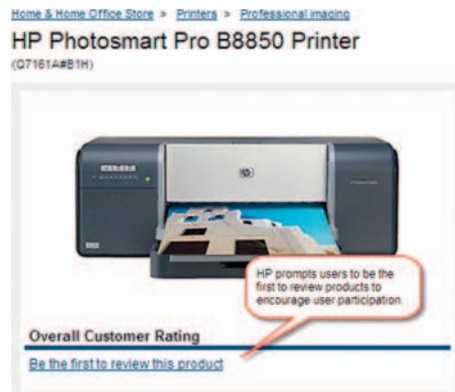 Home & Home Office Store > Printers > Professional imaging
HP Photosmart Pro B8850 Printer
(Q7161A#B1H)
hp
HP prompts users to be the
first to review products to
encourage user participation.
Overall Customer Rating
Be the first to review this product